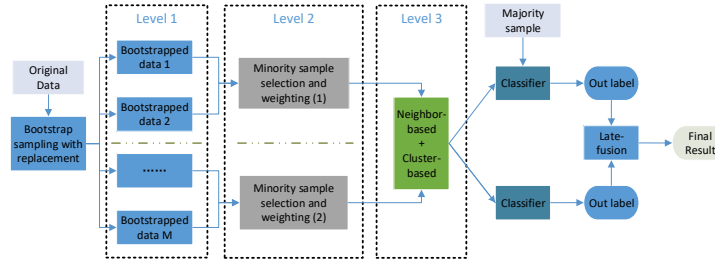 Level 1
Level 2
Level 3
Majority
sample
Original
Data
Bootstrap
sampling with
replacement
Bootstrapped
data 1
Bootstrapped
data 2
······
Bootstrapped
data M
Minority sample
selection and
weighting (1)
Minority sample
selection and
weighting (2)
Neighbor-
based
+
Cluster-
based
Classifier
Out label
Late-
fusion
Final
Result
Classifier
Out label